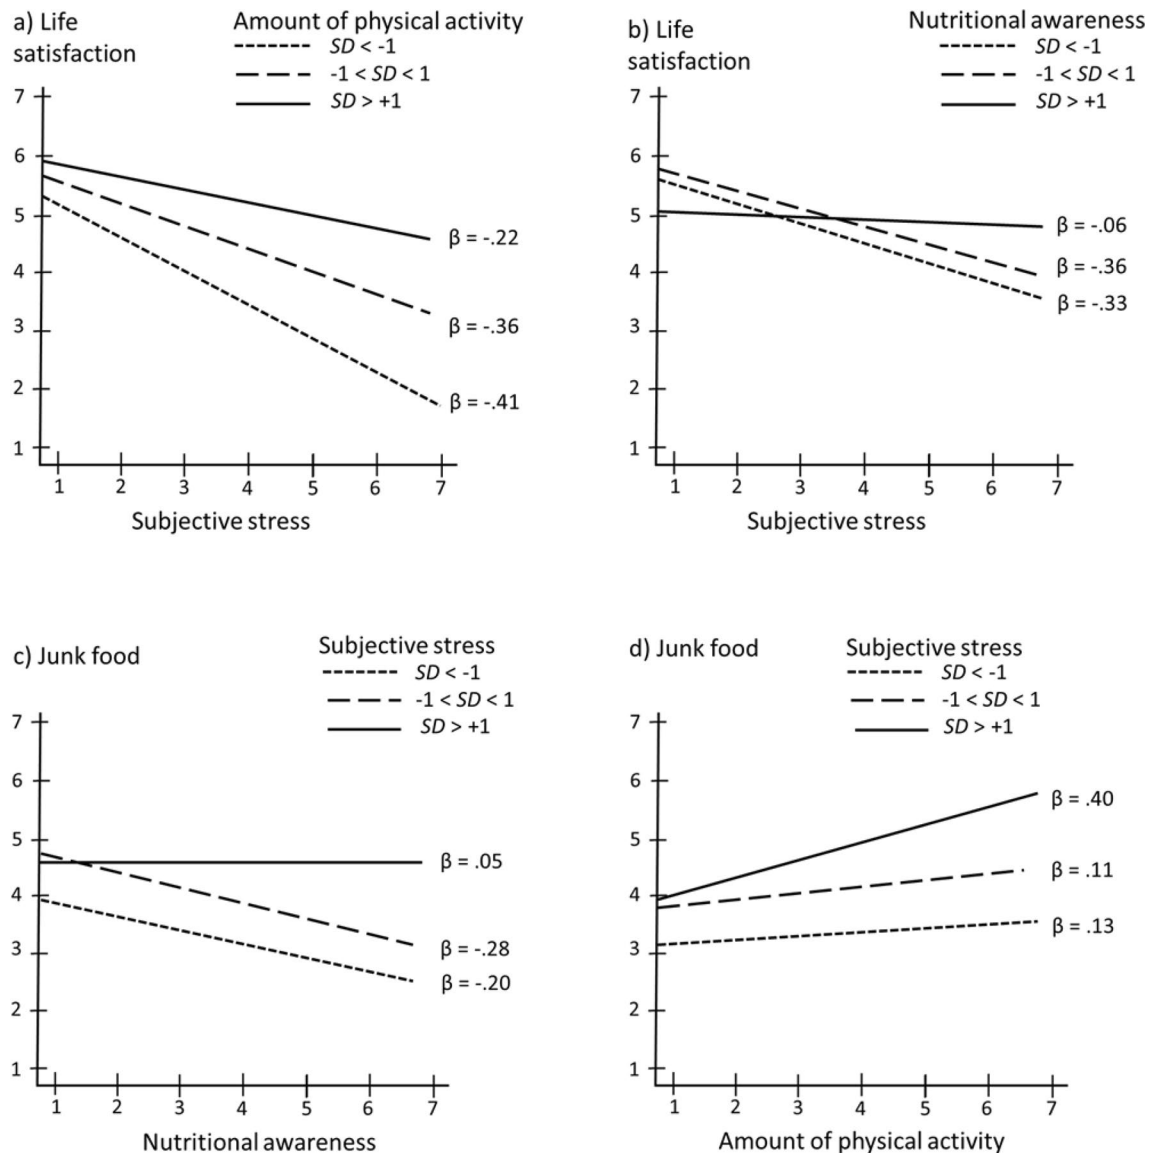 a) Life
satisfaction
Amount of physical activity
SD < -1
-1 < SD < 1
SD > +1
7
6
5
4
3
2
1
β = -.22
β = -.36
β = -.41
1 2 3 4 5 6 7
Subjective stress
b) Life
satisfaction
Nutritional awareness
SD < -1
-1 < SD < 1
SD > +1
7
6
5
4
3
2
1
β = -.06
β = -.36
β = -.33
1 2 3 4 5 6 7
Subjective stress
c) Junk food
Subjective stress
SD < -1
-1 < SD < 1
SD > +1
7
6
5
4
3
2
1
β = .05
β = -.28
β = -.20
1 2 3 4 5 6 7
Nutritional awareness
d) Junk food
Subjective stress
SD < -1
-1 < SD < 1
SD > +1
7
6
5
4
3
2
1
β = .40
β = .11
β = .13
1 2 3 4 5 6 7
Amount of physical activity